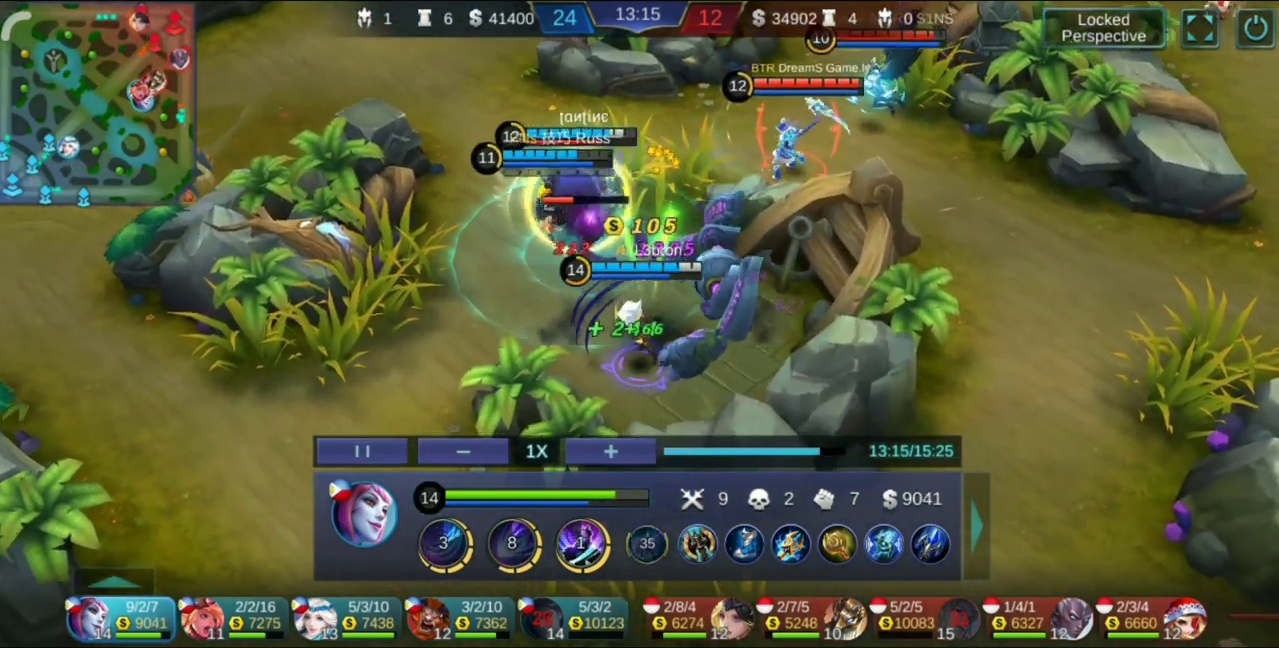 1 6 $ 41400 24 13:15 12 $ 34902 4 0 S1NS
Locked
Perspective
10
BTR DreamS Game.ly
12
12
Russ
11
105
L3bron
14
II − 1X + 13:15/15:25
14 9 2 7 $ 9041
3 8 1 35
9/2/7 2/2/16 5/3/10 3/2/10 5/3/2 2/8/4 2/7/5 5/2/5 1/4/1 2/3/4
9041 7275 7438 7362 10123 6274 5248 10083 6327 6660
14 11 13 12 14 12 10 15 12 12